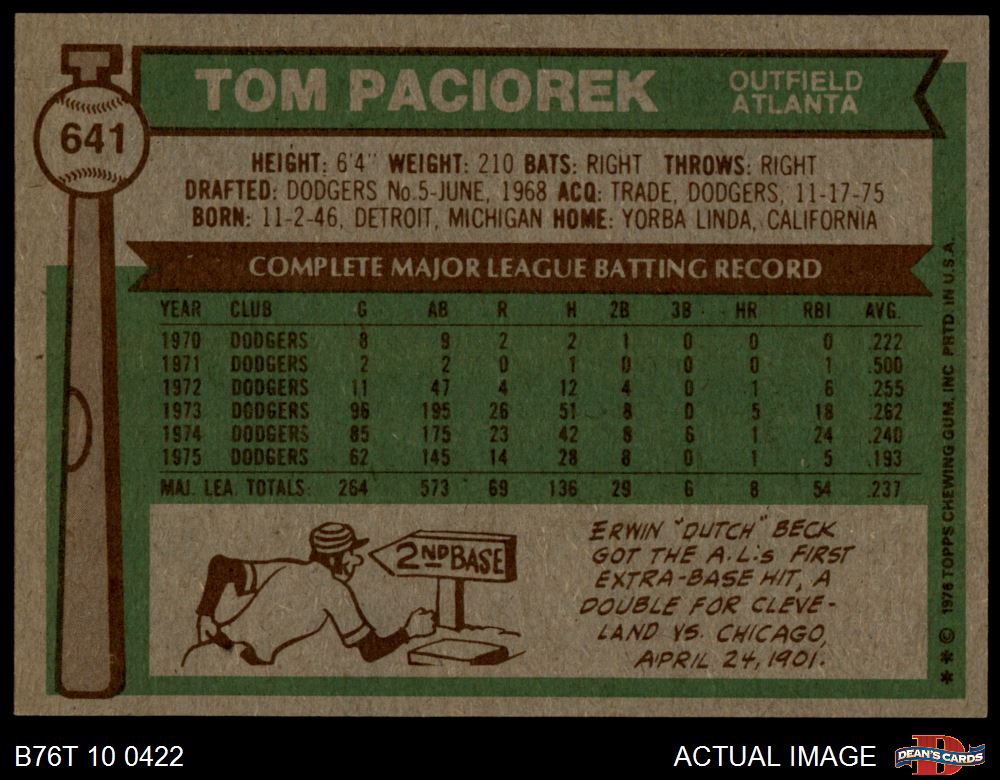 TOM PACIOREK
OUTFIELD
ATLANTA
641
HEIGHT: 6'4" WEIGHT: 210 BATS: RIGHT THROWS: RIGHT
DRAFTED: DODGERS No.5-JUNE, 1968 ACQ: TRADE, DODGERS, 11-17-75
BORN: 11-2-46, DETROIT, MICHIGAN HOME: YORBA LINDA, CALIFORNIA
COMPLETE MAJOR LEAGUE BATTING RECORD
YEAR CLUB G AB R H 2B 3B HR RBI AVG.
1970 DODGERS 8 9 2 2 1 0 0 0 .222
1971 DODGERS 2 2 0 1 0 0 0 1 .500
1972 DODGERS 11 47 4 12 4 0 1 6 .255
1973 DODGERS 96 195 26 51 8 0 5 18 .262
1974 DODGERS 85 175 23 42 8 6 1 24 .240
1975 DODGERS 62 145 14 28 8 0 1 5 .193
MAJ. LEA. TOTALS: 264 573 69 136 29 6 8 54 .237
2ND BASE
ERWIN "DUTCH" BECK
GOT THE A.L.'s FIRST
EXTRA-BASE HIT, A
DOUBLE FOR CLEVE-
LAND VS. CHICAGO,
APRIL 24, 1901.
** © 1976 TOPPS CHEWING GUM, INC PRTD. IN U.S.A.
B76T 10 0422
ACTUAL IMAGE
D
DEAN'S CARDS